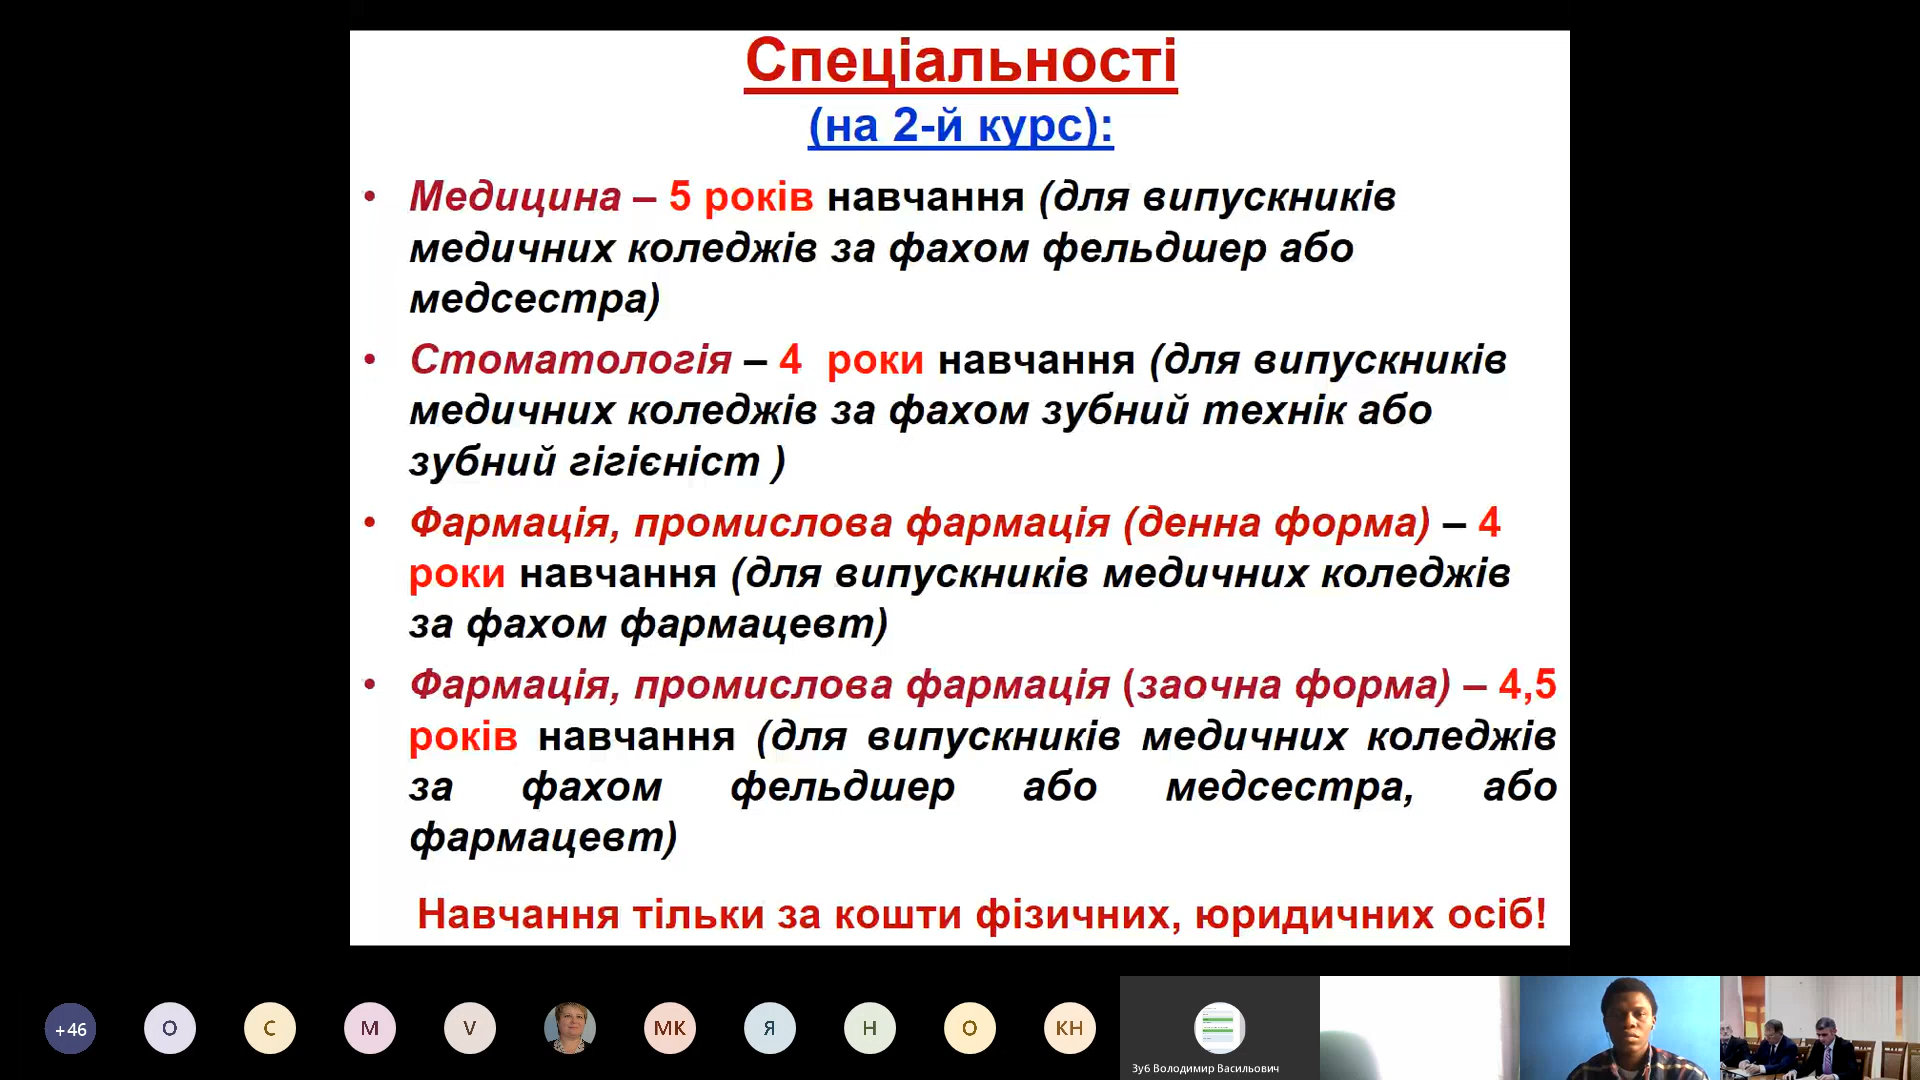 Спеціальності
(на 2-й курс):
• Медицина – 5 років навчання (для випускників
медичних коледжів за фахом фельдшер або
медсестра)
• Стоматологія – 4 роки навчання (для випускників
медичних коледжів за фахом зубний технік або
зубний гігієніст )
• Фармація, промислова фармація (денна форма) – 4
роки навчання (для випускників медичних коледжів
за фахом фармацевт)
• Фармація, промислова фармація (заочна форма) – 4,5
років навчання (для випускників медичних коледжів
за фахом фельдшер або медсестра, або
фармацевт)
Навчання тільки за кошти фізичних, юридичних осіб!
+46 О С М V МК Я Н О КН
Зуб Володимир Васильович